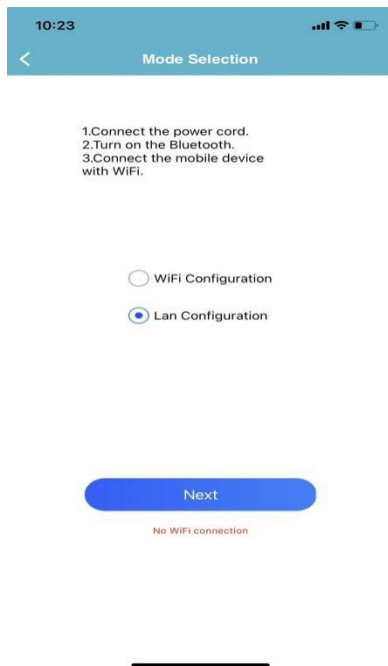 10:23
Mode Selection
1.Connect the power cord.
2.Turn on the Bluetooth.
3.Connect the mobile device
with WiFi.
WiFi Configuration
Lan Configuration
Next
No WiFi connection